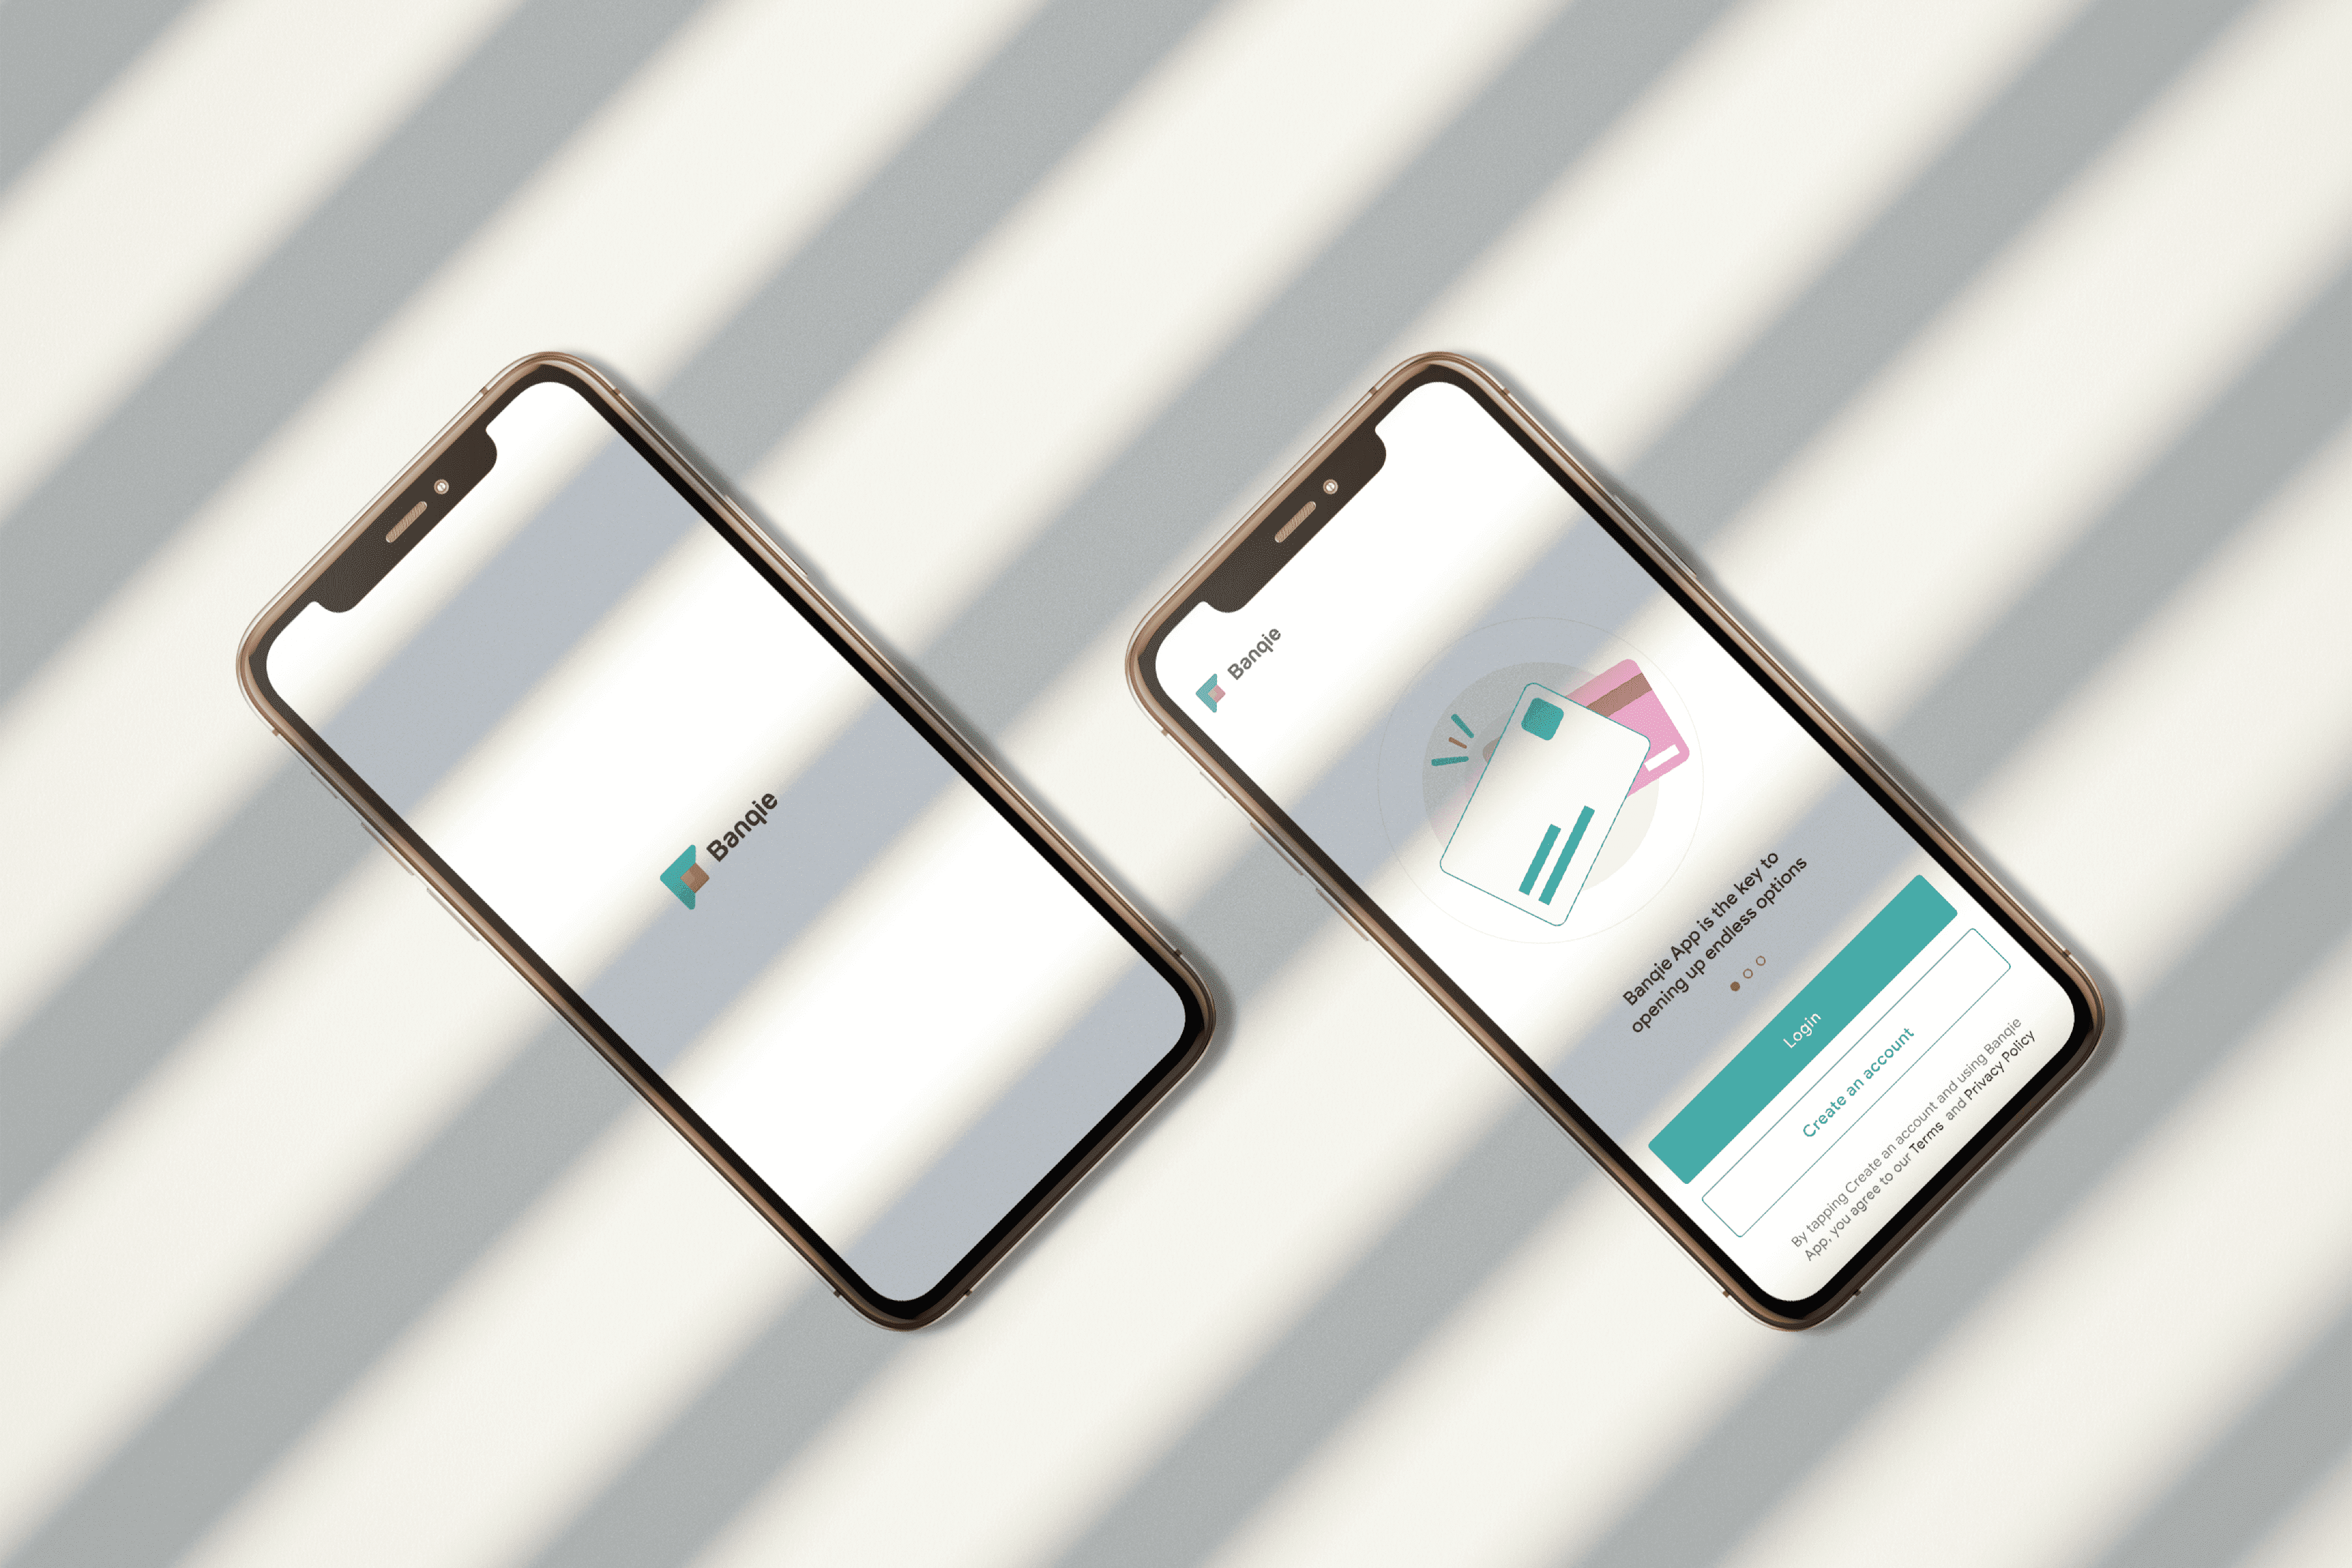 Banqie
Banqie
Banqie App is the key to
opening up endless options
Login
Create an account
By tapping Create an account and using Banqie
App, you agree to our Terms and Privacy Policy